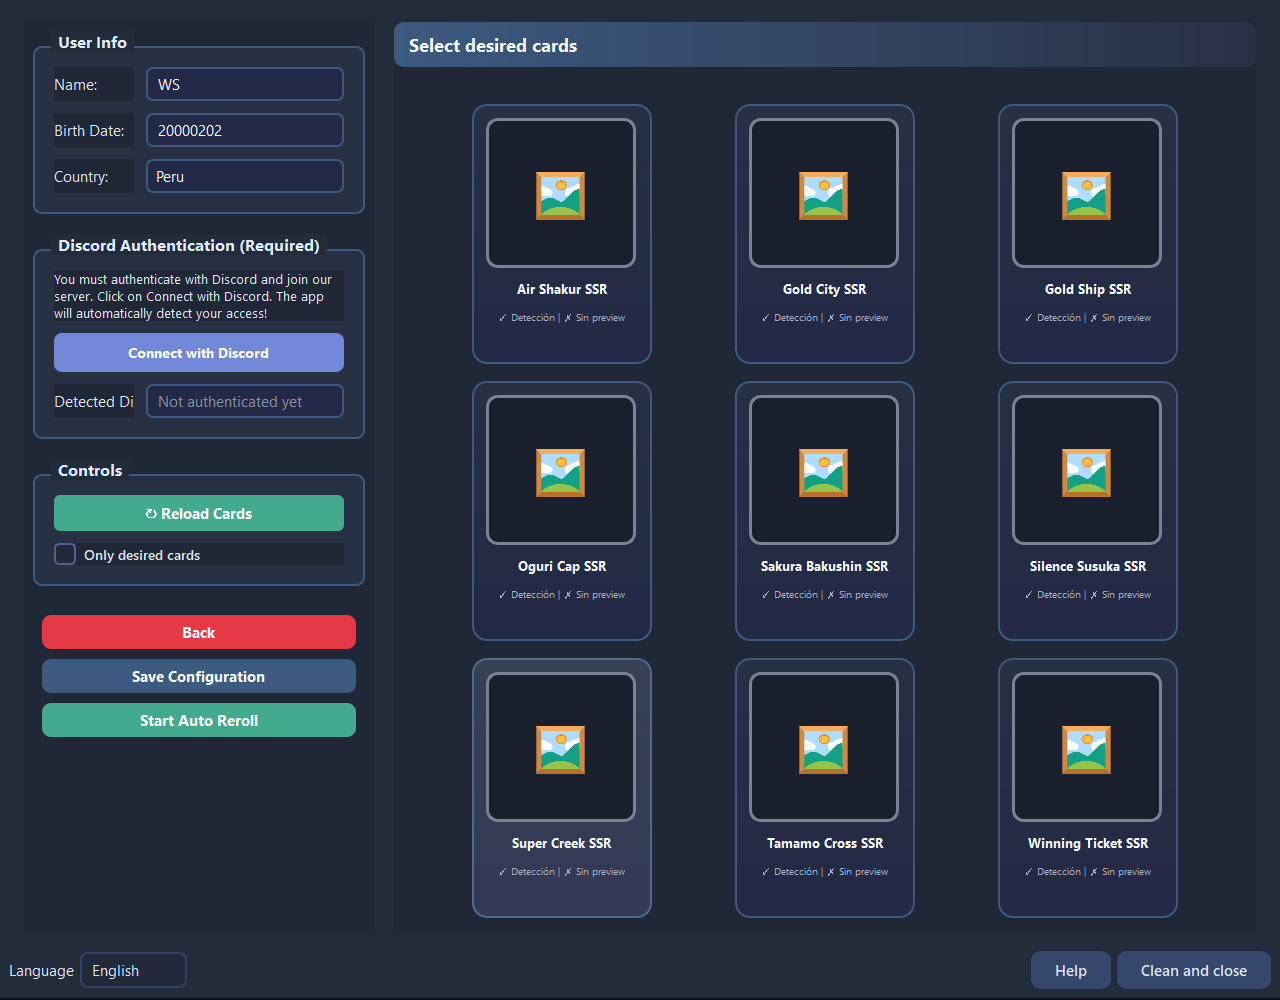 User Info
Name:
WS
Birth Date:
20000202
Country:
Peru
Discord Authentication (Required)
You must authenticate with Discord and join our
server. Click on Connect with Discord. The app
will automatically detect your access!
Connect with Discord
Detected Di
Not authenticated yet
Controls
↻ Reload Cards
Only desired cards
Back
Save Configuration
Start Auto Reroll
Select desired cards
Air Shakur SSR
✓ Detección | ✗ Sin preview
Gold City SSR
✓ Detección | ✗ Sin preview
Gold Ship SSR
✓ Detección | ✗ Sin preview
Oguri Cap SSR
✓ Detección | ✗ Sin preview
Sakura Bakushin SSR
✓ Detección | ✗ Sin preview
Silence Susuka SSR
✓ Detección | ✗ Sin preview
Super Creek SSR
✓ Detección | ✗ Sin preview
Tamamo Cross SSR
✓ Detección | ✗ Sin preview
Winning Ticket SSR
✓ Detección | ✗ Sin preview
Language
English
Help
Clean and close